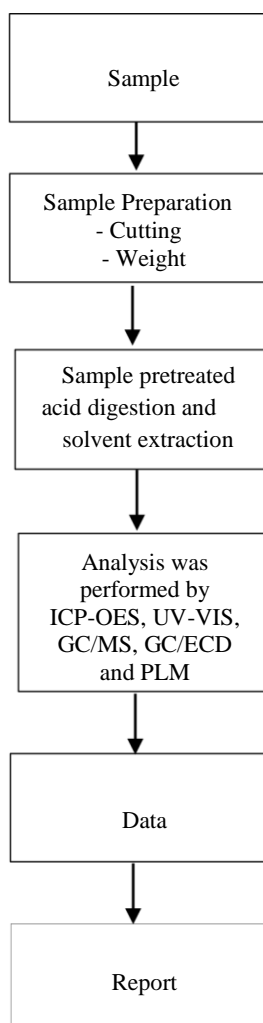 Sample
Sample Preparation
- Cutting
- Weight
Sample pretreated
acid digestion and
solvent extraction
Analysis was
performed by
ICP-OES, UV-VIS,
GC/MS, GC/ECD
and PLM
Data
Report